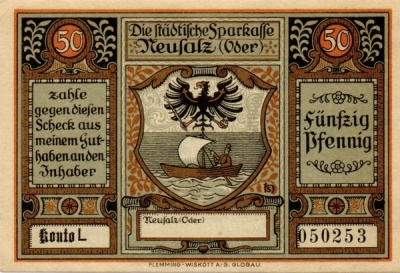 50
Die städtische Sparkasse
Neusalz (Oder)
50
zahle
gegen diesen
Scheck aus
meinem Gut-
haben an den
Inhaber
Fünfzig
Pfennig
Konto L
Neusalz (Oder)
050253
FLEMMING-WISKOTT A-G. GLOGAU.